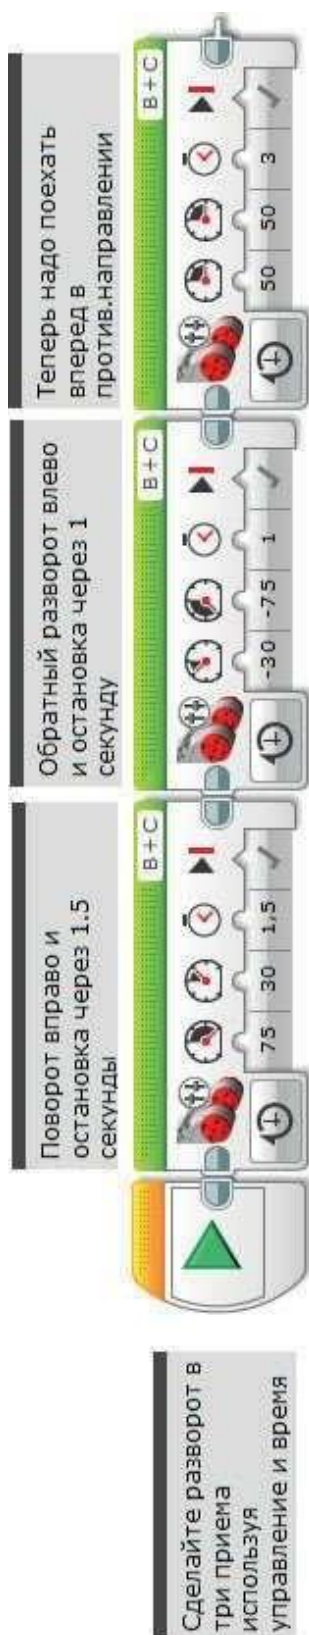 Сделайте разворот в
три приема
используя
управление и время
Поворот вправо и
остановка через 1.5
секунды
B+C
75 30 1,5
Обратный разворот влево
и остановка через 1
секунду
B+C
-30 -75 1
Теперь надо поехать
вперед в
против.направлении
B+C
50 50 3